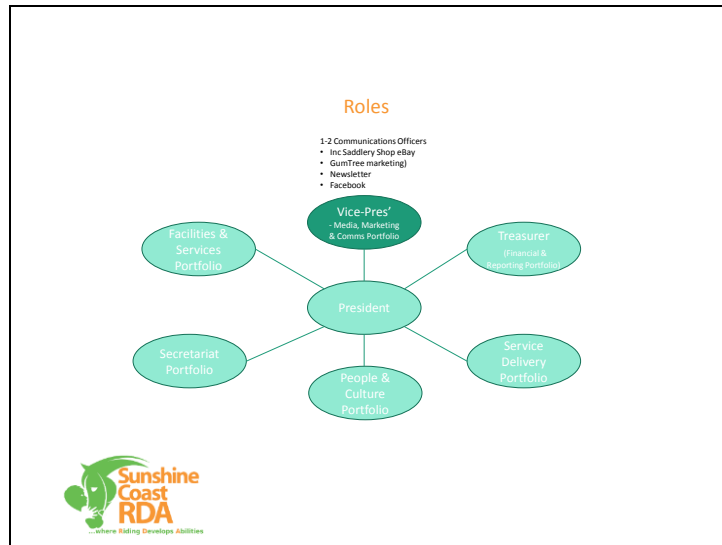 Roles
1-2 Communications Officers
• Inc Saddlery Shop eBay
• GumTree marketing)
• Newsletter
• Facebook
Vice-Pres’
- Media, Marketing
& Comms Portfolio
Facilities &
Services
Portfolio
Treasurer
(Financial &
Reporting Portfolio)
President
Secretariat
Portfolio
People &
Culture
Portfolio
Service
Delivery
Portfolio
Sunshine
Coast
RDA
...where Riding Develops Abilities